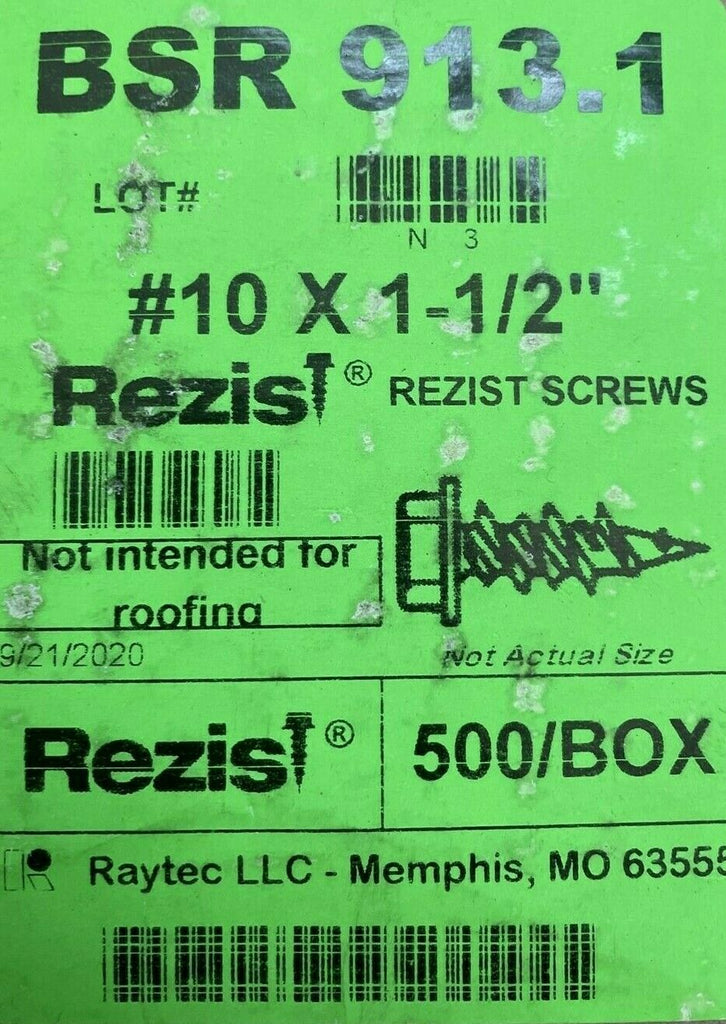 BSR 913.1
LOT#
N 3
#10 X 1-1/2"
Rezist® REZIST SCREWS
Not intended for
roofing
9/21/2020
Not Actual Size
Rezist® 500/BOX
Raytec LLC - Memphis, MO 63555